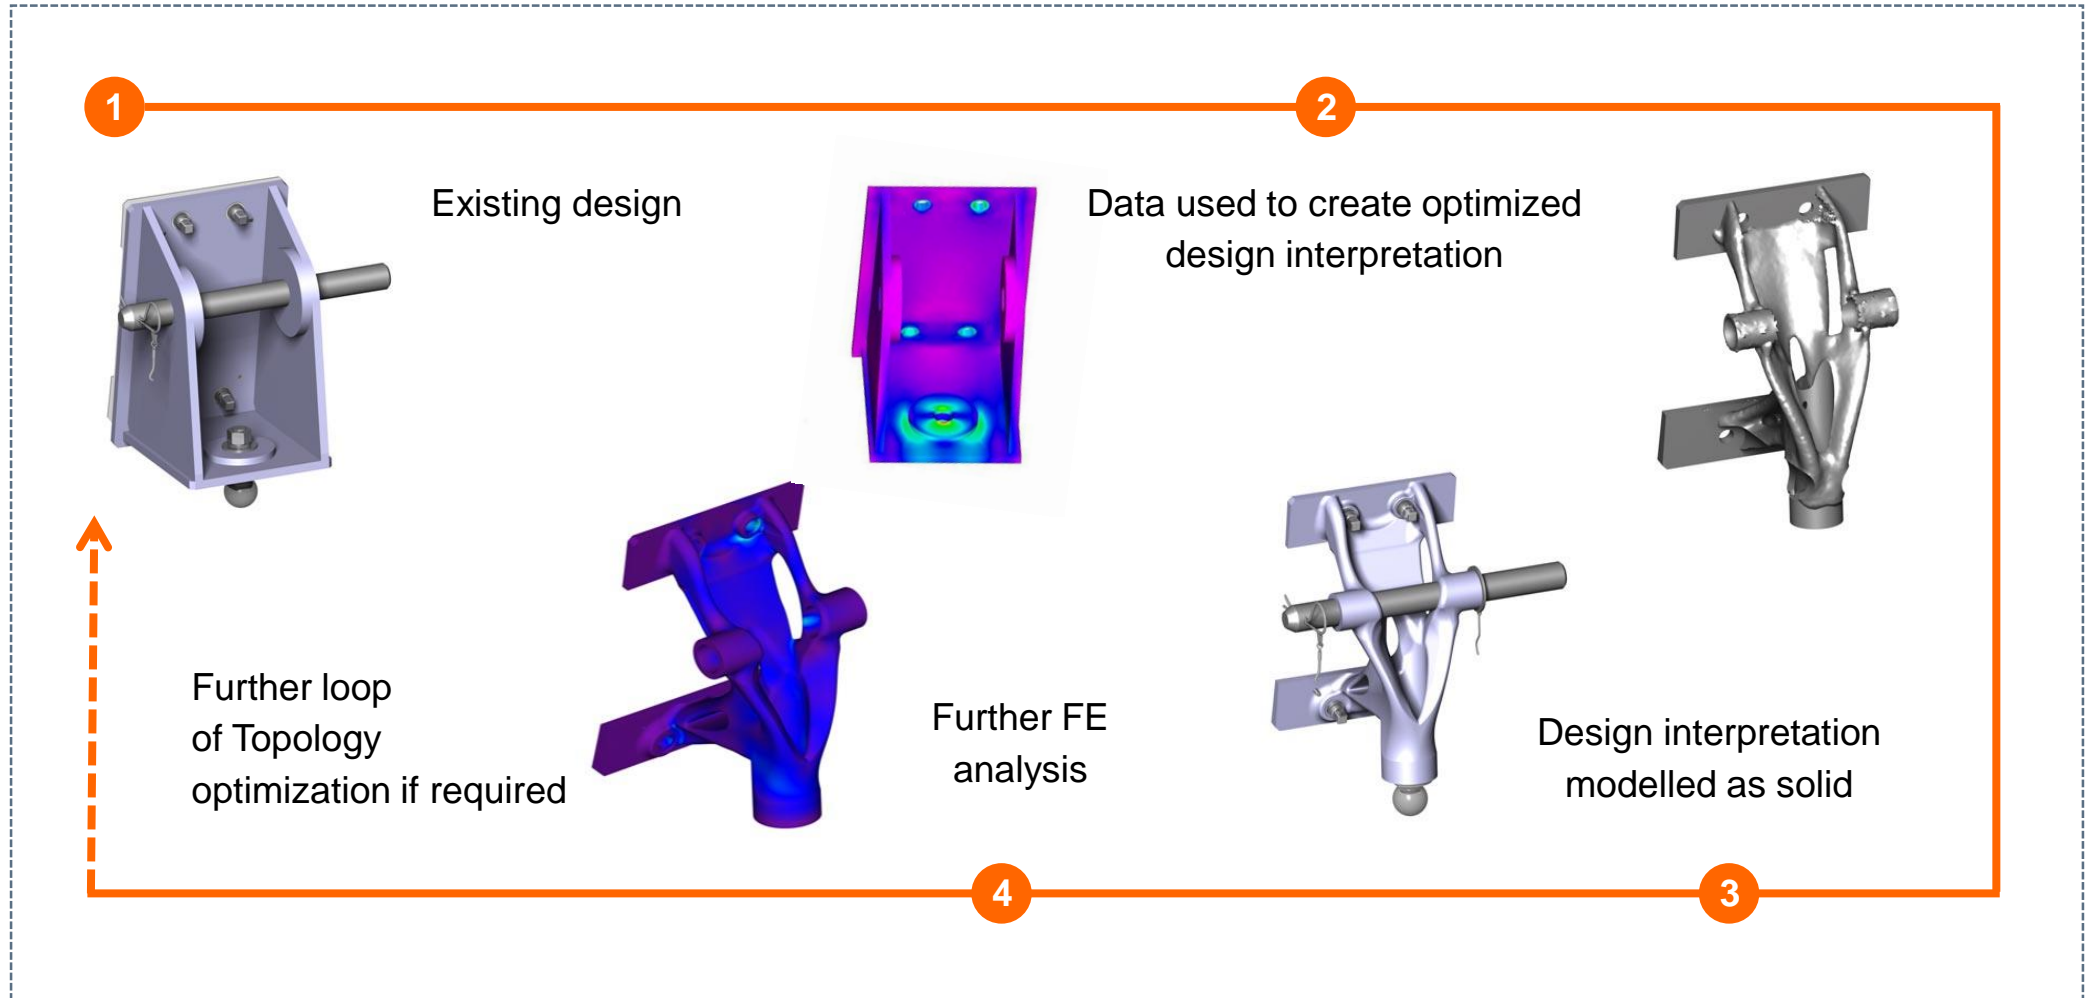 1
2
Existing design
Data used to create optimized
design interpretation
Further loop
of Topology
optimization if required
Further FE
analysis
Design interpretation
modelled as solid
4
3